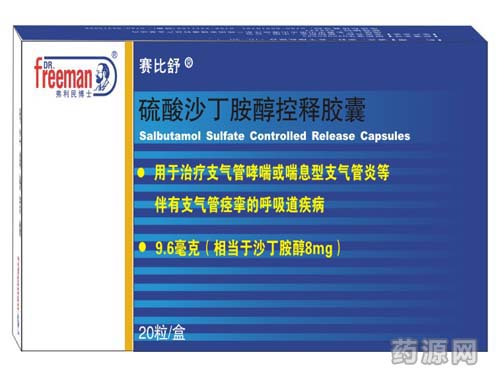 DR.
freeman®
弗利民博士
赛比舒®
硫酸沙丁胺醇控释胶囊
Salbutamol Sulfate Controlled Release Capsules
用于治疗支气管哮喘或喘息型支气管炎等
伴有支气管痉挛的呼吸道疾病
9.6毫克（相当于沙丁胺醇8mg）
20粒/盒
药源网